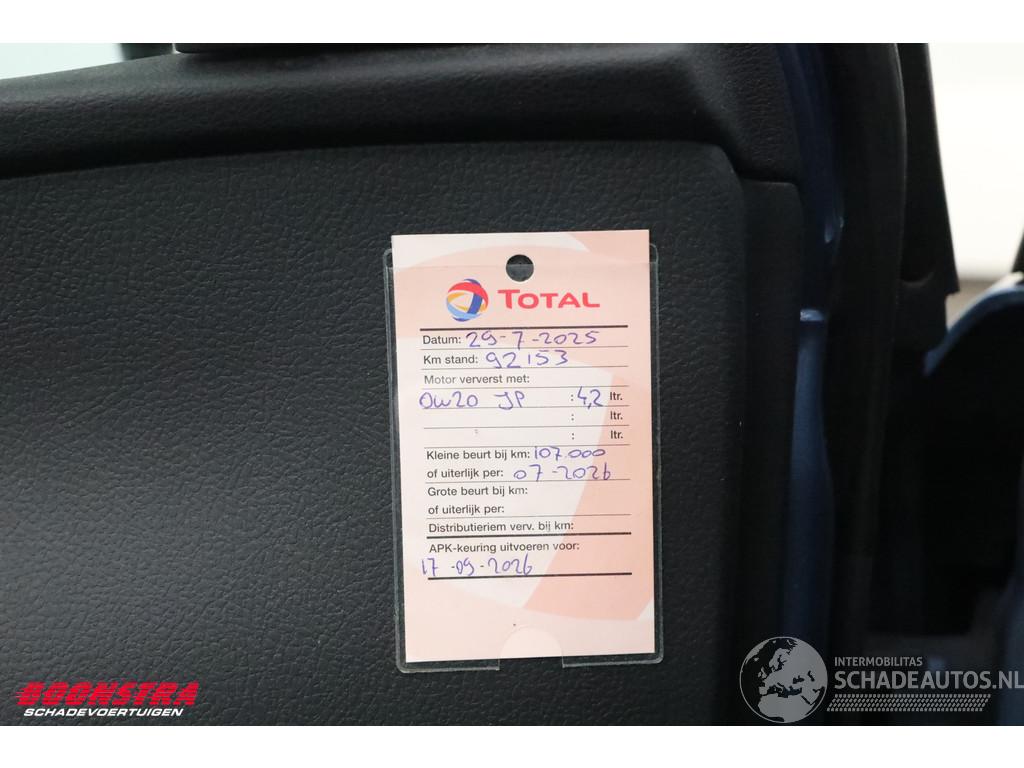 TOTAL
Datum: 29-7-2025
Km stand: 92153
Motor ververst met:
0W20 JP : 4,2 ltr.
: ltr.
: ltr.
Kleine beurt bij km: 107.000
of uiterlijk per: 07-2026
Grote beurt bij km:
of uiterlijk per:
Distributieriem verv. bij km:
APK-keuring uitvoeren voor:
17-09-2026
BOONSTRA
SCHADEVOERTUIGEN
INTERMOBILITAS
SCHADEAUTOS.NL